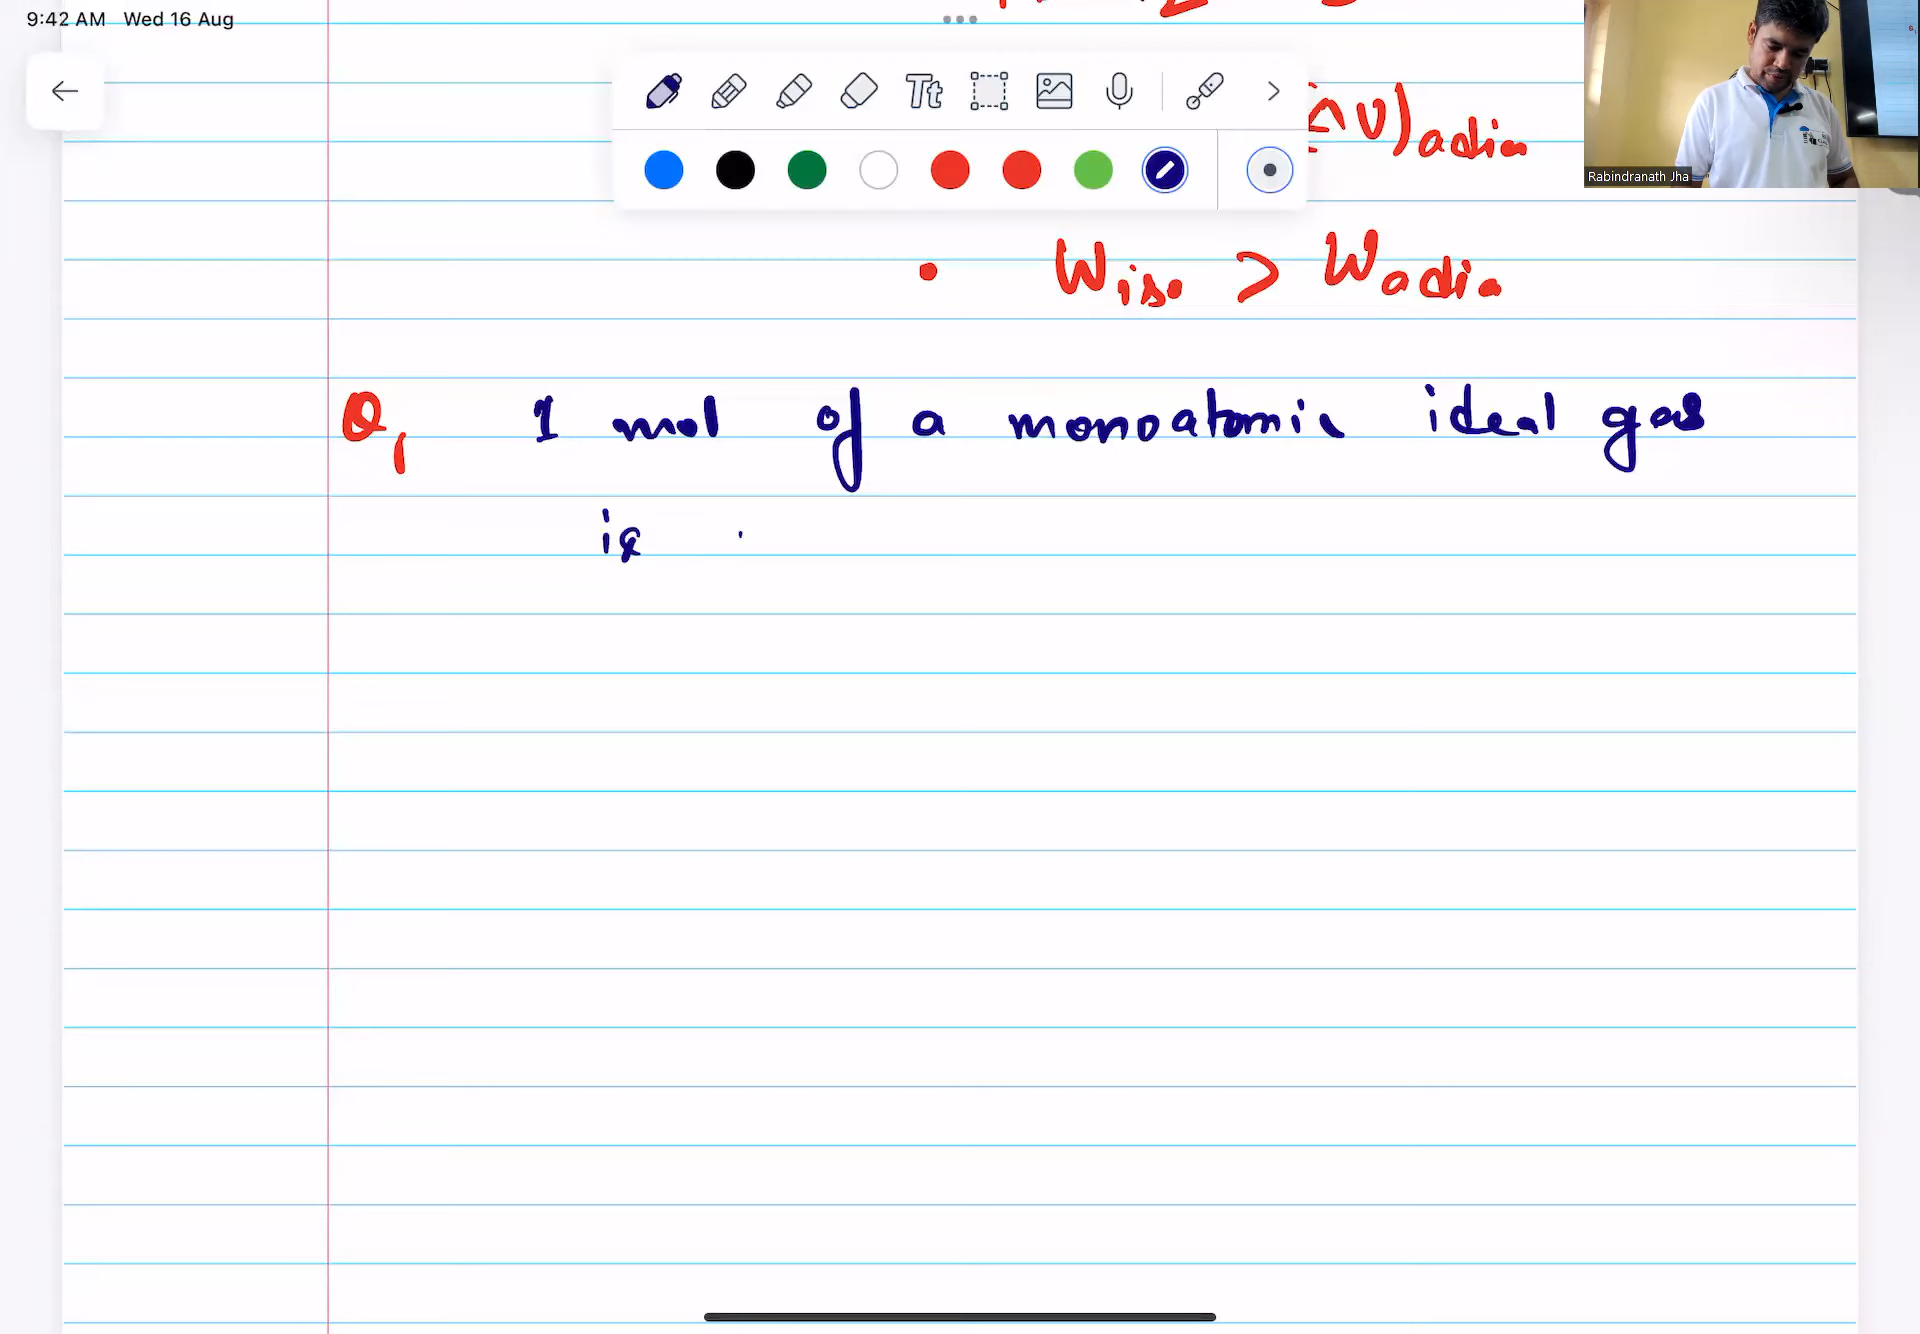 9:42 AM Wed 16 Aug
Tt
ΔU)adia
Rabindranath Jha
• Wiso > Wadia
Q1 1 mol of a monoatomic ideal gas
is